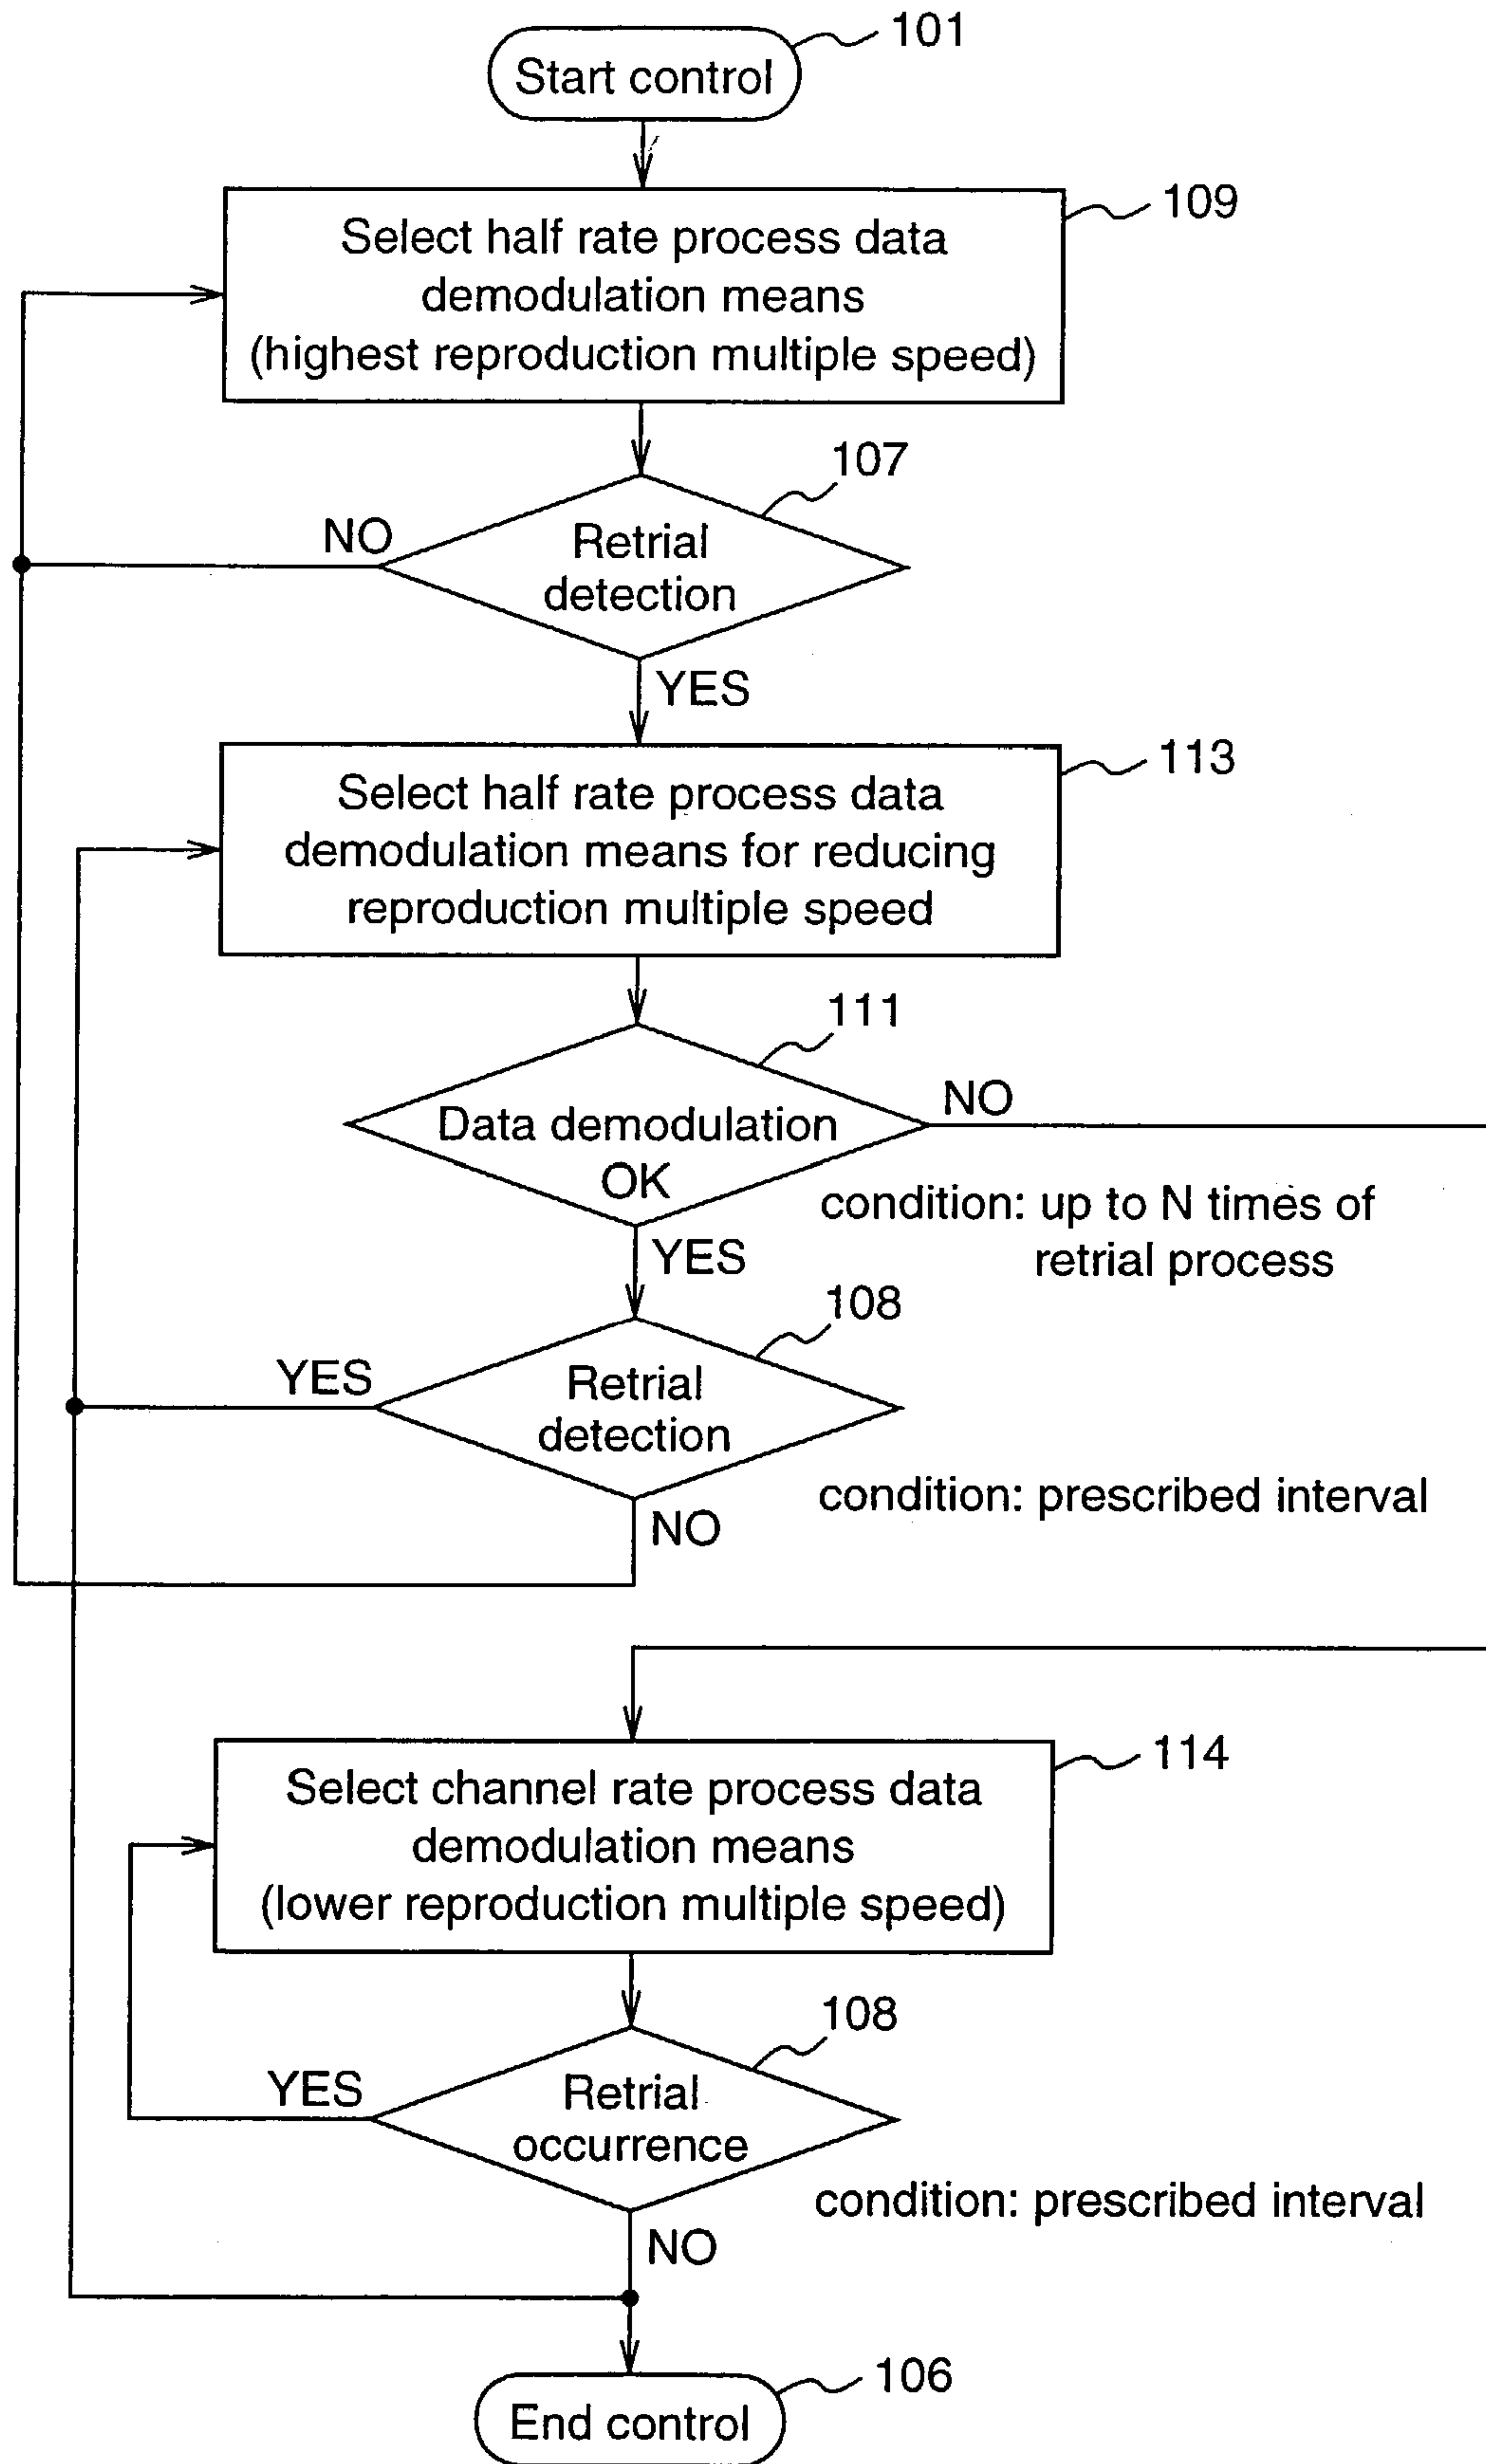 101
Start control
109
Select half rate process data
demodulation means
(highest reproduction multiple speed)
107
NO
Retrial
detection
YES
113
Select half rate process data
demodulation means for reducing
reproduction multiple speed
111
NO
Data demodulation
OK
condition: up to N times of
retrial process
YES
108
YES
Retrial
detection
condition: prescribed interval
NO
114
Select channel rate process data
demodulation means
(lower reproduction multiple speed)
108
YES
Retrial
occurrence
condition: prescribed interval
NO
106
End control